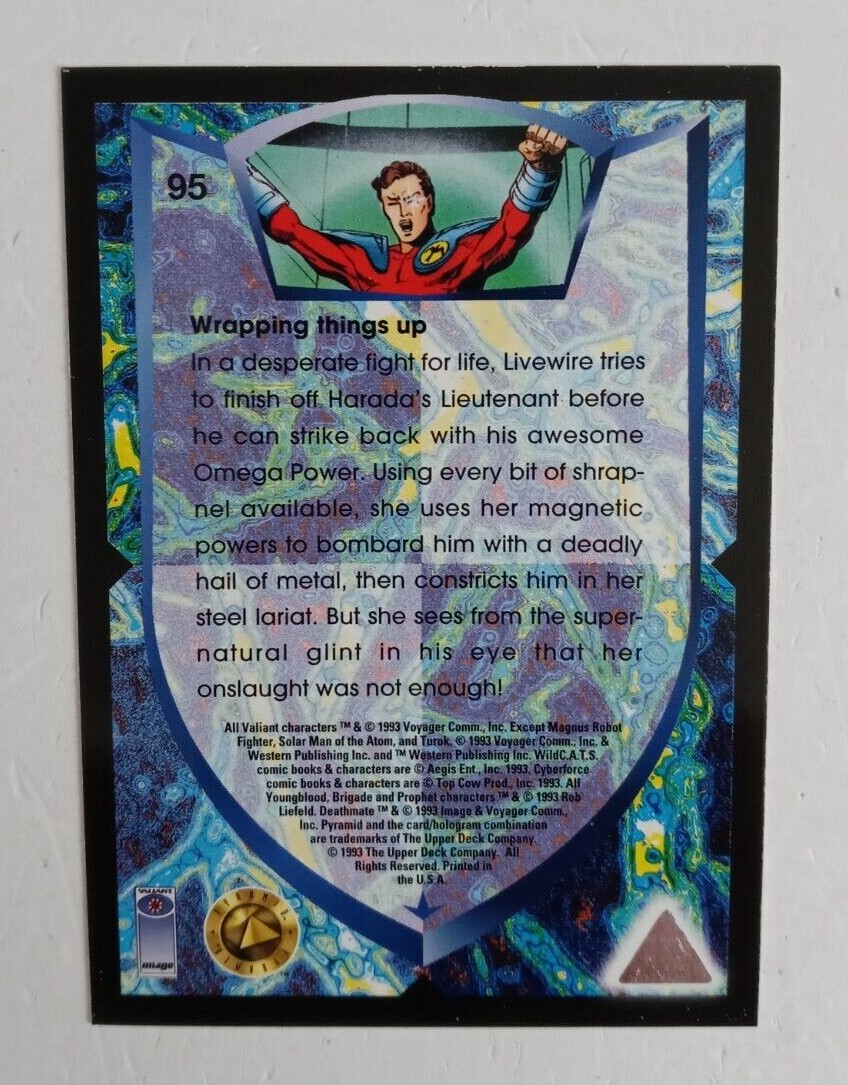 95
Wrapping things up
In a desperate fight for life, Livewire tries
to finish off Harada's Lieutenant before
he can strike back with his awesome
Omega Power. Using every bit of shrap-
nel available, she uses her magnetic
powers to bombard him with a deadly
hail of metal, then constricts him in her
steel lariat. But she sees from the super-
natural glint in his eye that her
onslaught was not enough!
All Valiant characters ™ & © 1993 Voyager Comm., Inc. Except Magnus Robot
Fighter, Solar Man of the Atom, and Turok, © 1993 Voyager Comm., Inc. &
Western Publishing Inc. and ™ Western Publishing Inc. WildC.A.T.S.
comic books & characters are © Aegis Ent., Inc. 1993. Cyberforce
comic books & characters are © Top Cow Prod., Inc. 1993. All
Youngblood, Brigade and Prophet characters ™ & © 1993 Rob
Liefeld. Deathmate ™ & © 1993 Image & Voyager Comm.,
Inc. Pyramid and the card/hologram combination
are trademarks of The Upper Deck Company.
© 1993 The Upper Deck Company. All
Rights Reserved. Printed in
the U.S.A.
VALIANT
image
PYRAMID
PYRAMID
™